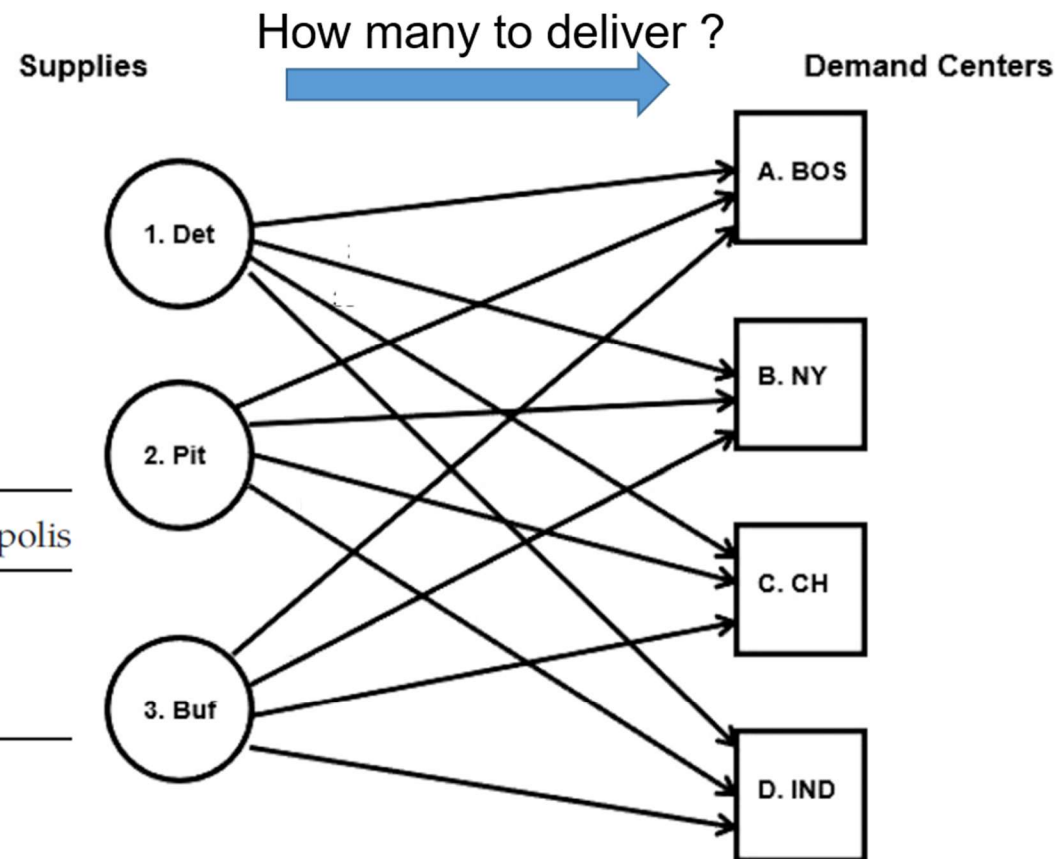 How many to deliver ?
Supplies
Demand Centers
A. BOS
1. Det
B. NY
2. Pit
polis
C. CH
3. Buf
D. IND